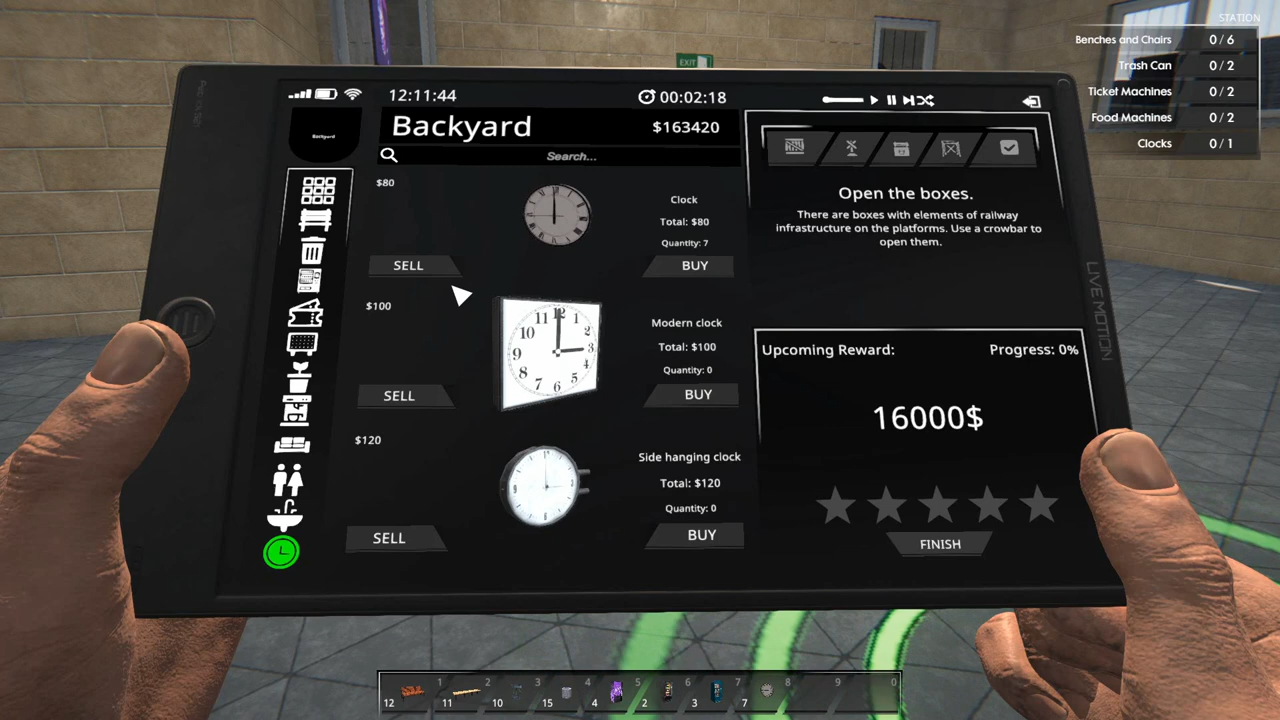 STATION
Benches and Chairs 0 / 6
Trash Can 0 / 2
Ticket Machines 0 / 2
Food Machines 0 / 2
Clocks 0 / 1
EXIT
12:11:44
00:02:18
Backyard
Backyard
$163420
Search...
$80
Clock
Total: $80
Quantity: 7
SELL
BUY
$100
Modern clock
Total: $100
Quantity: 0
SELL
BUY
$120
Side hanging clock
Total: $120
Quantity: 0
SELL
BUY
Open the boxes.
There are boxes with elements of railway
infrastructure on the platforms. Use a crowbar to
open them.
Upcoming Reward: Progress: 0%
16000$
FINISH
LIVE MOTION
1 2 3 4 5 6 7 8 9 0
12 11 10 15 4 2 3 7